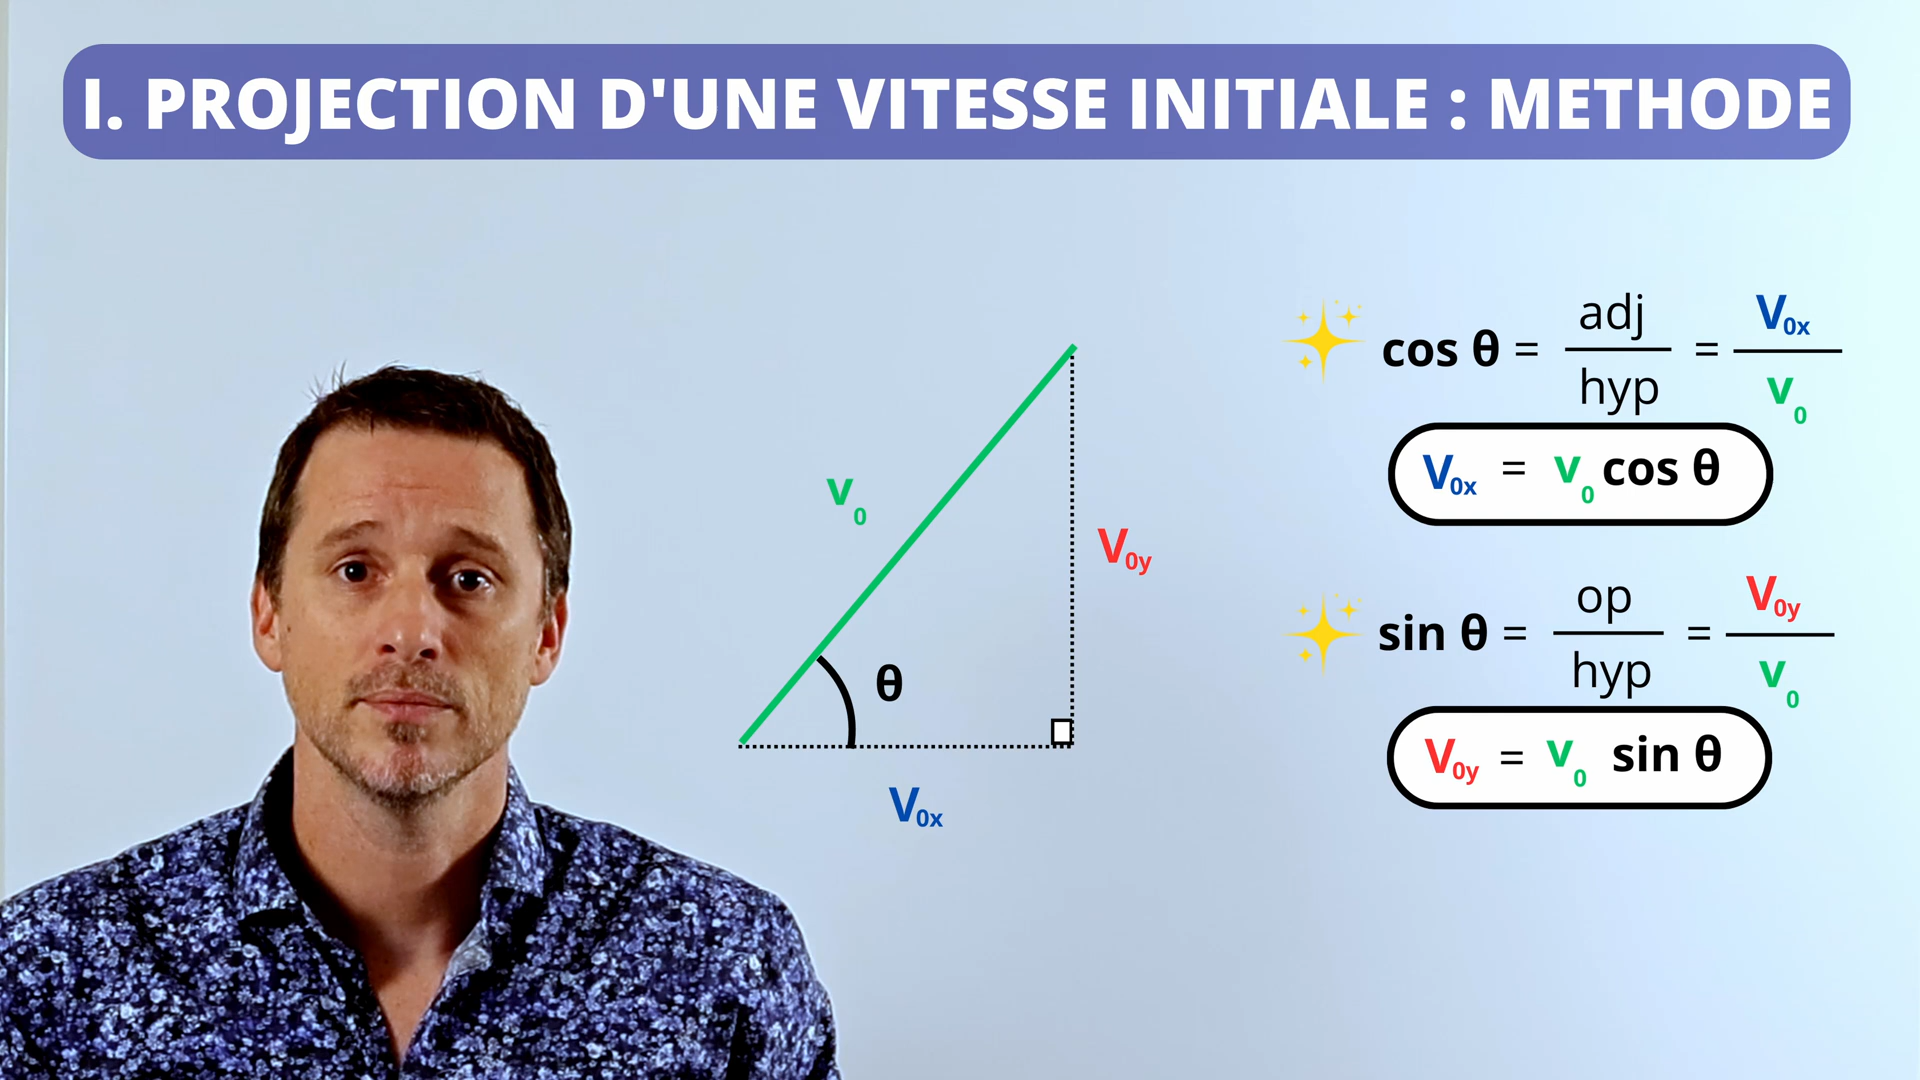 I. PROJECTION D'UNE VITESSE INITIALE : METHODE
cos θ = adj / hyp = V0x / v0
V0x = v0 cos θ
sin θ = op / hyp = V0y / v0
V0y = v0 sin θ
v0
V0y
θ
V0x